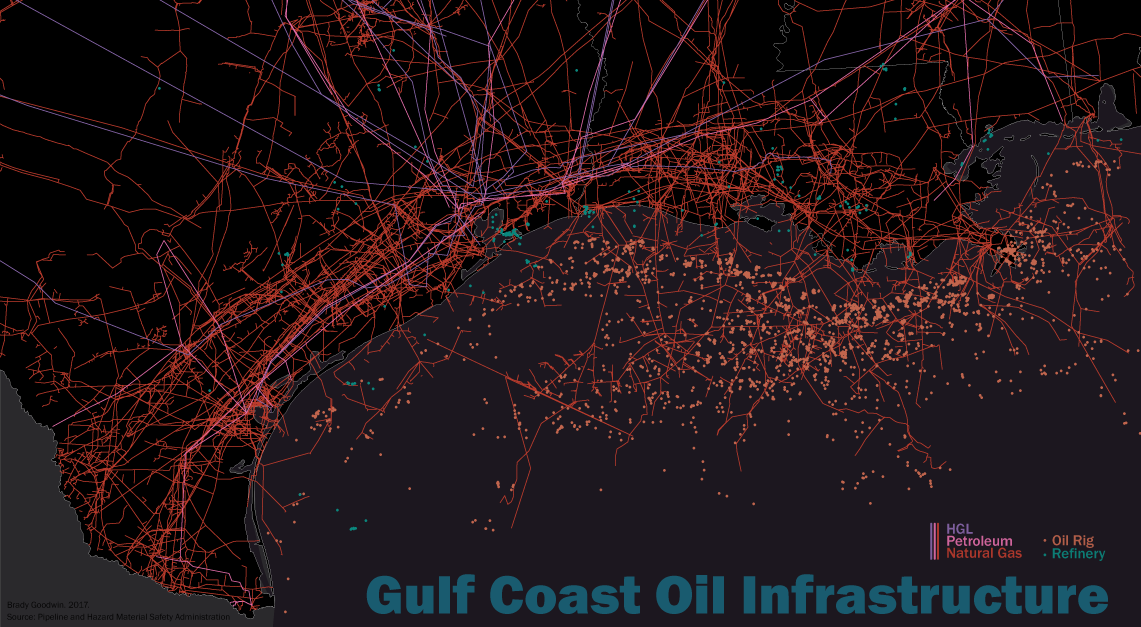 HGL
Petroleum
Natural Gas
Oil Rig
Refinery
Gulf Coast Oil Infrastructure
Brady Goodwin. 2017.
Source: Pipeline and Hazard Material Safety Administration